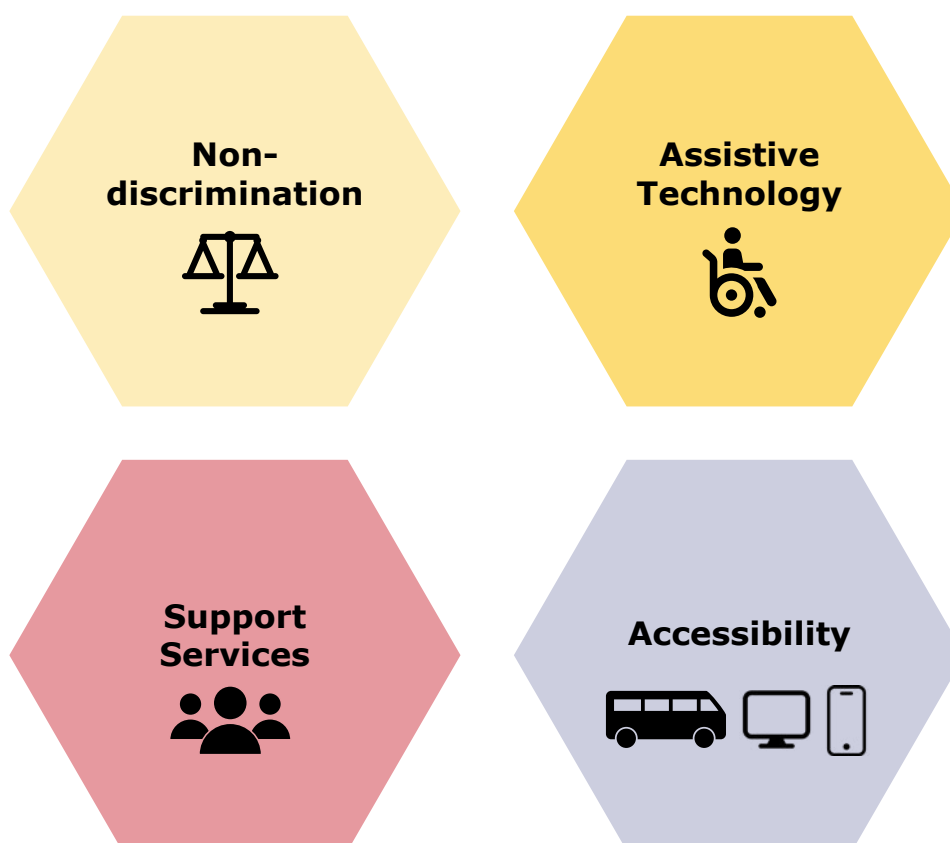 Non-
discrimination
Assistive
Technology
Support
Services
Accessibility